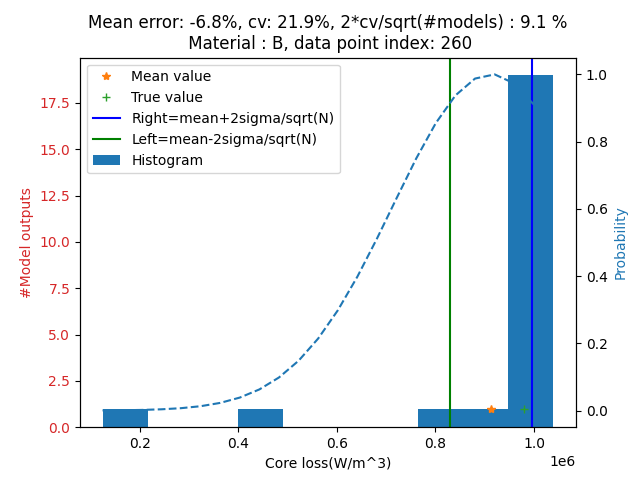 Mean error: -6.8%, cv: 21.9%, 2*cv/sqrt(#models) : 9.1 %
Material : B, data point index: 260
Mean value
True value
Right=mean+2sigma/sqrt(N)
Left=mean-2sigma/sqrt(N)
Histogram
#Model outputs
17.5
15.0
12.5
10.0
7.5
5.0
2.5
0.0
1.0
0.8
0.6
0.4
0.2
0.0
Probability
0.2 0.4 0.6 0.8 1.0
1e6
Core loss(W/m^3)